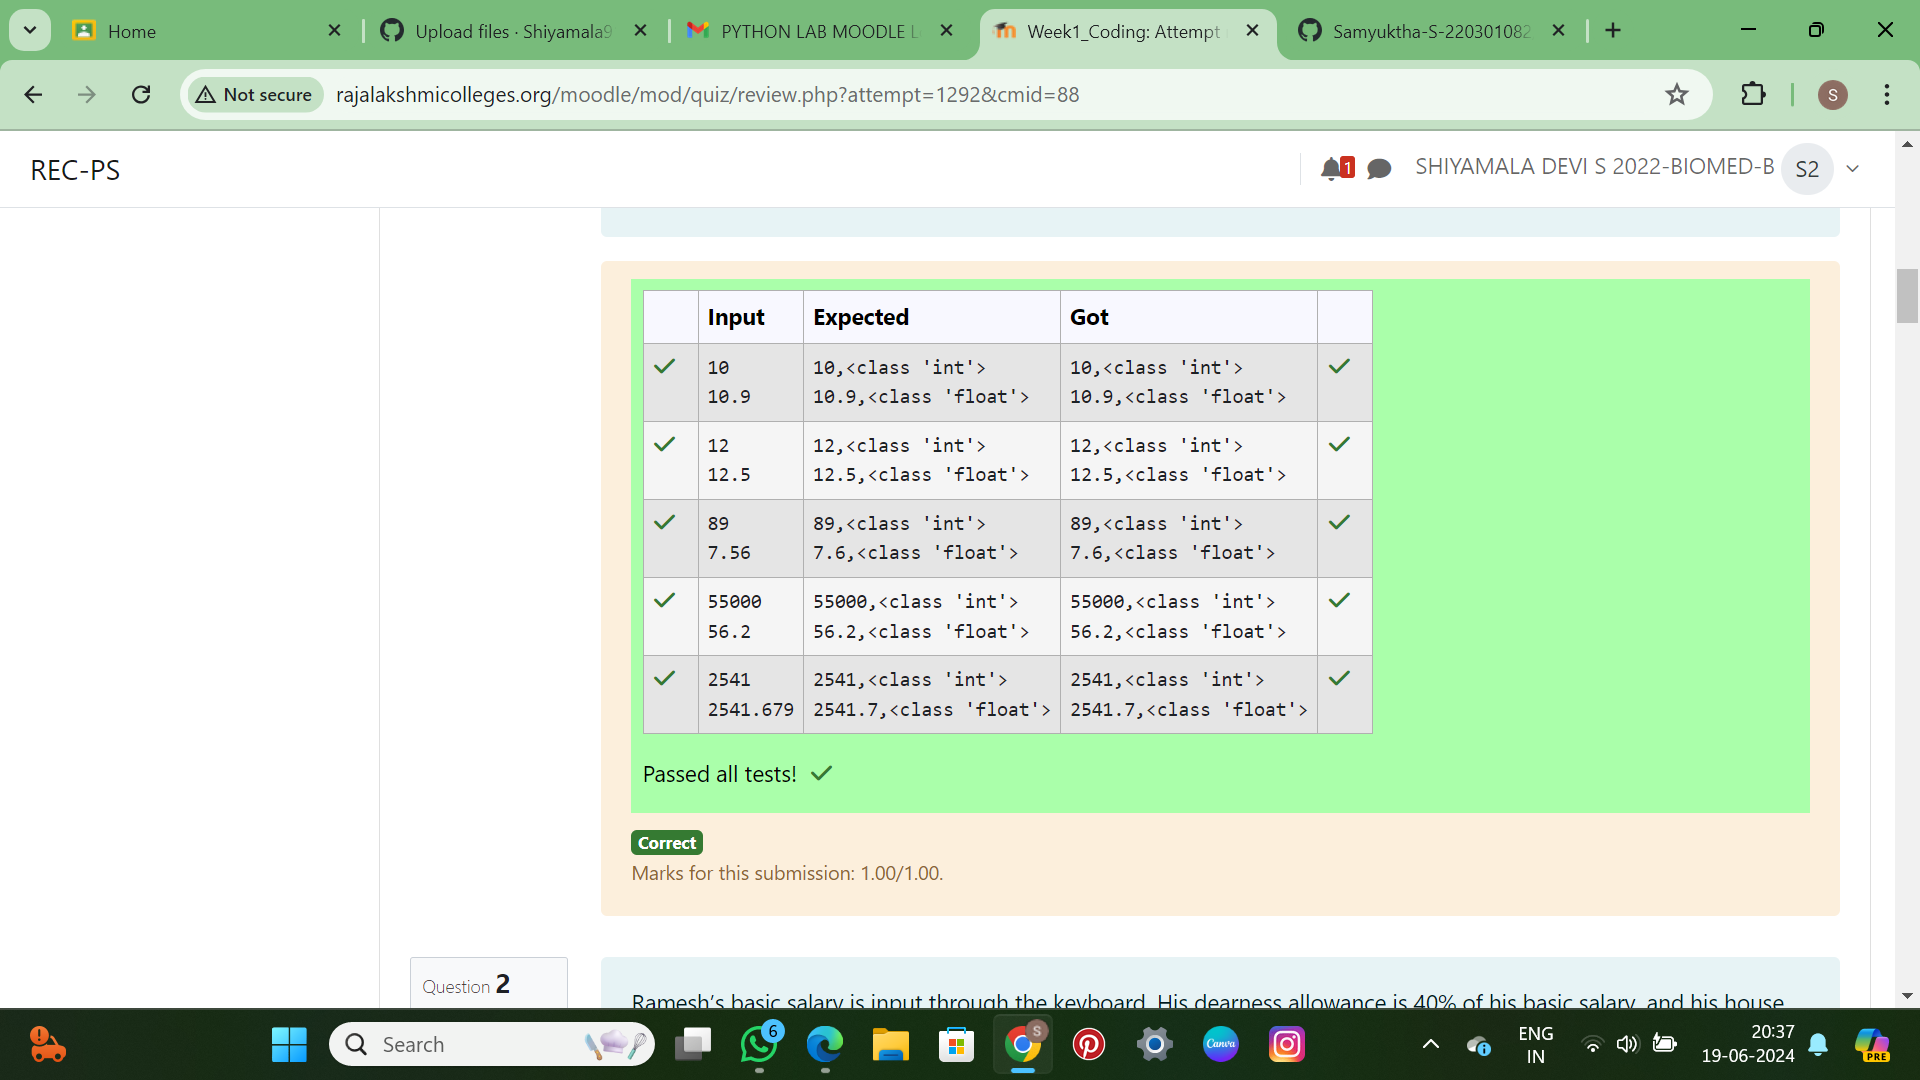 Home
Upload files · Shiyamala9
PYTHON LAB MOODLE L
Week1_Coding: Attempt
Samyuktha-S-220301082
Not secure
rajalakshmicolleges.org/moodle/mod/quiz/review.php?attempt=1292&cmid=88
S
REC-PS
1
SHIYAMALA DEVI S 2022-BIOMED-B
S2
Input Expected Got
10 10,<class 'int'> 10,<class 'int'>
10.9 10.9,<class 'float'> 10.9,<class 'float'>
12 12,<class 'int'> 12,<class 'int'>
12.5 12.5,<class 'float'> 12.5,<class 'float'>
89 89,<class 'int'> 89,<class 'int'>
7.56 7.6,<class 'float'> 7.6,<class 'float'>
55000 55000,<class 'int'> 55000,<class 'int'>
56.2 56.2,<class 'float'> 56.2,<class 'float'>
2541 2541,<class 'int'> 2541,<class 'int'>
2541.679 2541.7,<class 'float'> 2541.7,<class 'float'>
Passed all tests!
Correct
Marks for this submission: 1.00/1.00.
Question 2
Ramesh's basic salary is input through the keyboard. His dearness allowance is 40% of his basic salary, and his house
Search
6
S
Canva
ENG
IN
20:37
19-06-2024
PRE